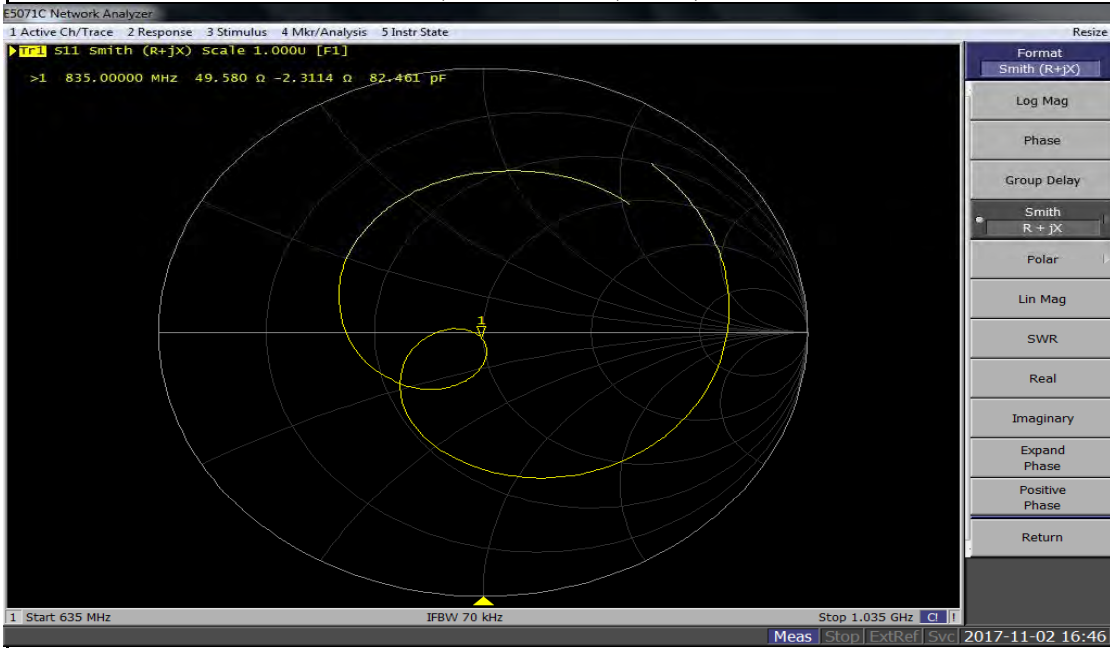 E5071C Network Analyzer
1 Active Ch/Trace 2 Response 3 Stimulus 4 Mkr/Analysis 5 Instr State
Resize
Tr1 S11 Smith (R+jX) Scale 1.000U [F1]
>1 835.00000 MHz 49.580 Ω -2.3114 Ω 82.461 pF
1
Format
Smith (R+jX)
Log Mag
Phase
Group Delay
Smith
R + jX
Polar
Lin Mag
SWR
Real
Imaginary
Expand
Phase
Positive
Phase
Return
1 Start 635 MHz
IFBW 70 kHz
Stop 1.035 GHz C! !
Meas Stop ExtRef Svc 2017-11-02 16:46